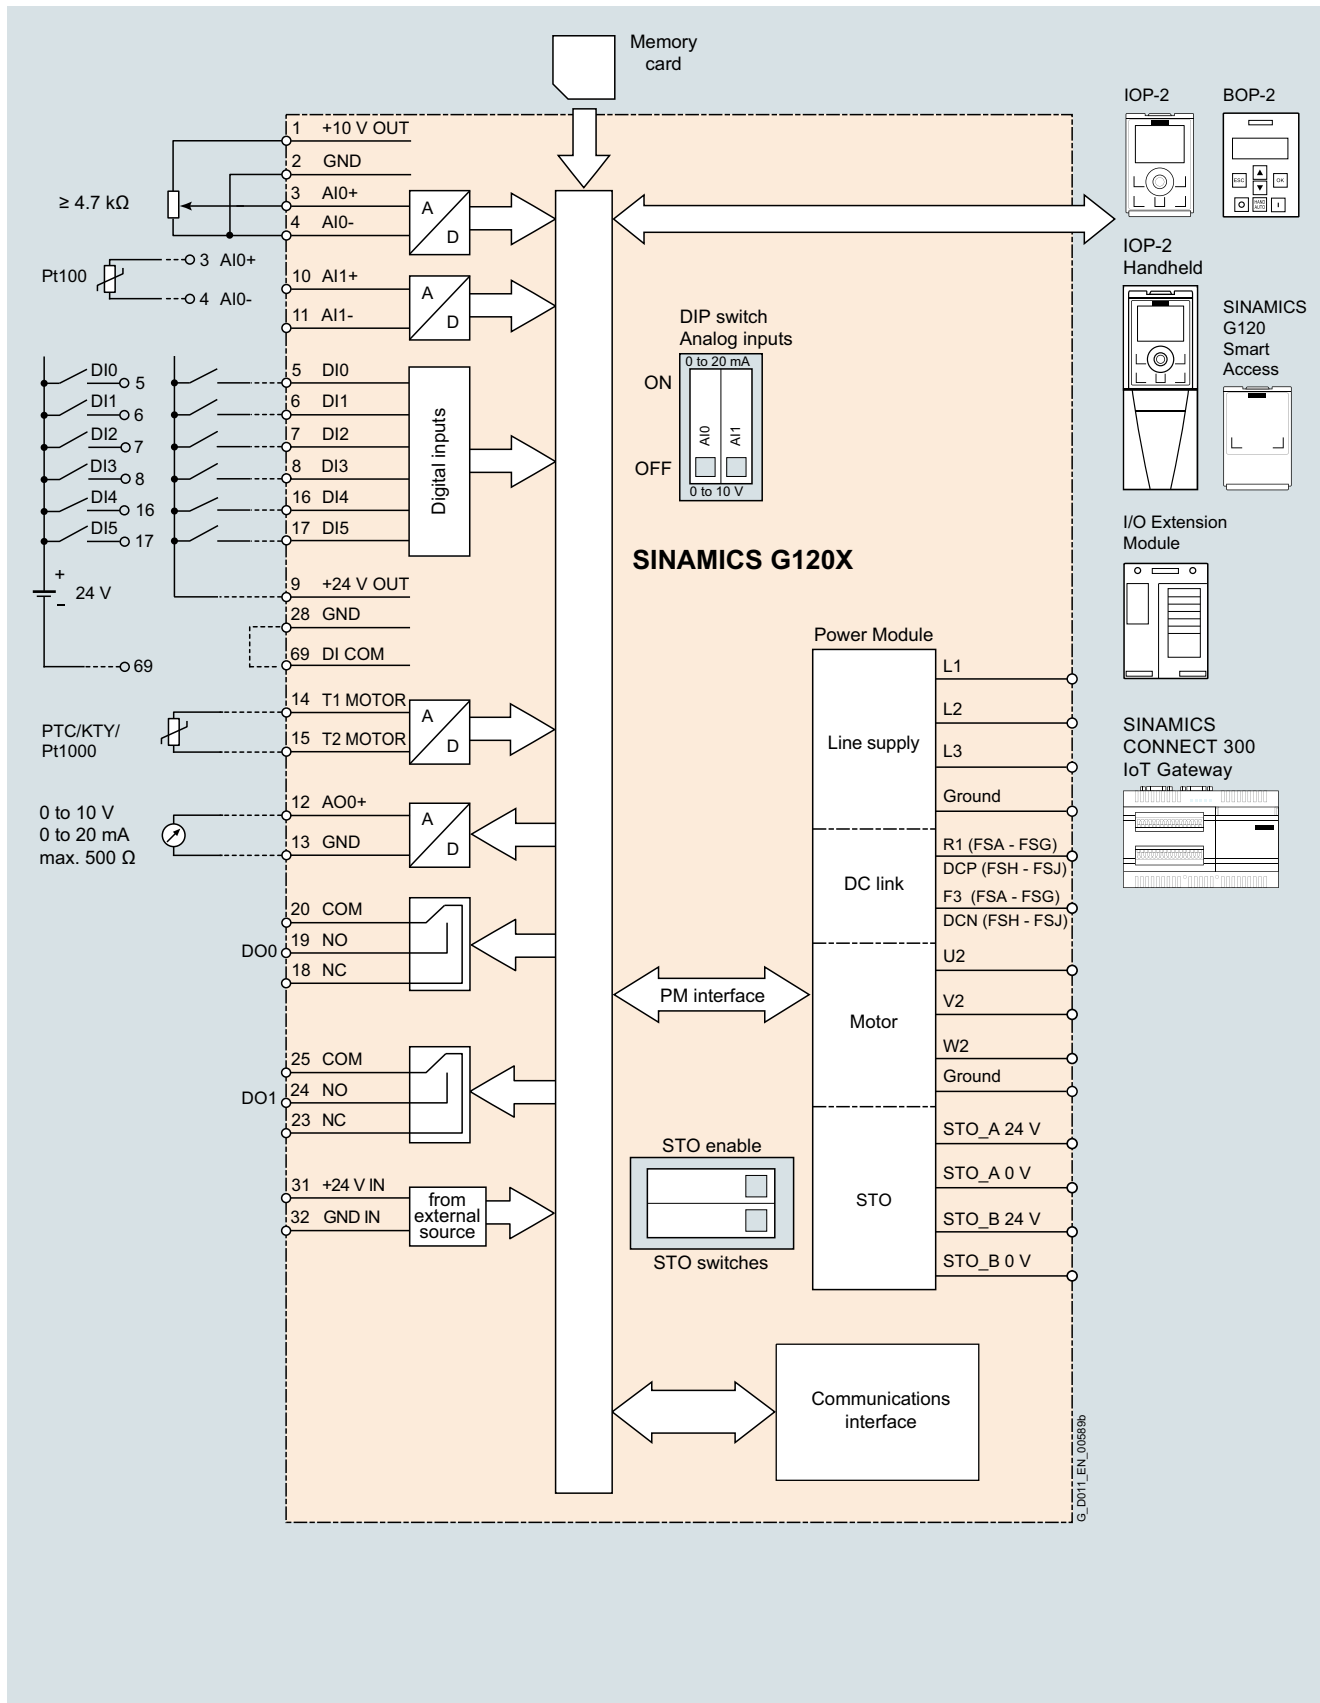 Memory
card
IOP-2
BOP-2
1 +10 V OUT
2 GND
3 AI0+
4 AI0-
≥ 4.7 kΩ
A
D
ESC
OK
HAND
AUTO
O
I
Pt100
3 AI0+
4 AI0-
10 AI1+
11 AI1-
A
D
IOP-2
Handheld
SINAMICS
G120
Smart
Access
DIP switch
Analog inputs
0 to 20 mA
ON
AI0
AI1
OFF
0 to 10 V
DI0
5
DI1
6
DI2
7
DI3
8
DI4
16
DI5
17
5 DI0
6 DI1
7 DI2
8 DI3
16 DI4
17 DI5
Digital inputs
I/O Extension
Module
SINAMICS G120X
+
24 V
–
69
9 +24 V OUT
28 GND
69 DI COM
PTC/KTY/
Pt1000
14 T1 MOTOR
15 T2 MOTOR
A
D
0 to 10 V
0 to 20 mA
max. 500 Ω
12 AO0+
13 GND
A
D
DO0
20 COM
19 NO
18 NC
DO1
25 COM
24 NO
23 NC
31 +24 V IN
32 GND IN
from
external
source
Power Module
Line supply
L1
L2
L3
Ground
DC link
R1 (FSA - FSG)
DCP (FSH - FSJ)
F3 (FSA - FSG)
DCN (FSH - FSJ)
PM interface
Motor
U2
V2
W2
Ground
STO
STO_A 24 V
STO_A 0 V
STO_B 24 V
STO_B 0 V
SINAMICS
CONNECT 300
IoT Gateway
STO enable
STO switches
Communications
interface
G_D011_EN_00589b